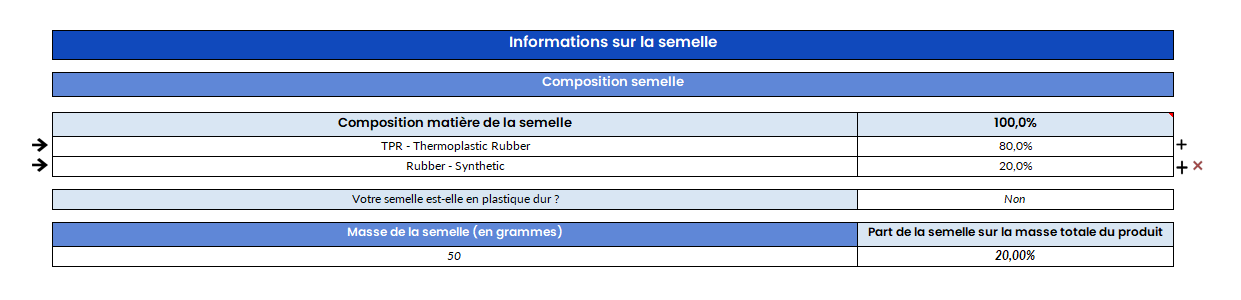 Informations sur la semelle
Composition semelle
Composition matière de la semelle 100,0%
TPR - Thermoplastic Rubber 80,0%
Rubber - Synthetic 20,0%
Votre semelle est-elle en plastique dur ? Non
Masse de la semelle (en grammes) Part de la semelle sur la masse totale du produit
50 20,00%